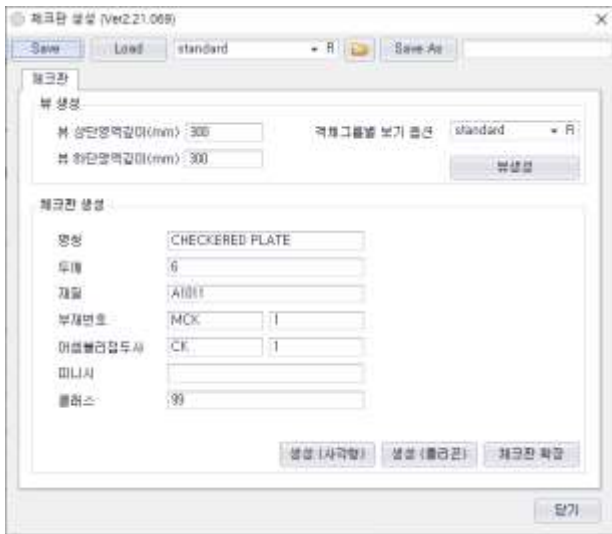 체크판 생성 (Ver2.21.069)
Save Load standard R Save As
체크판
뷰 생성
뷰 상단영역깊이(mm) 300 객체그룹별 보기 옵션 standard R
뷰 하단영역깊이(mm) 300 뷰생성
체크판 생성
명칭 CHECKERED PLATE
두께 6
재질 A1011
부재번호 MCK 1
어셈블리접두사 CK 1
피니시
클래스 99
생성 (사각형) 생성 (폴리곤) 체크판 확장
닫기